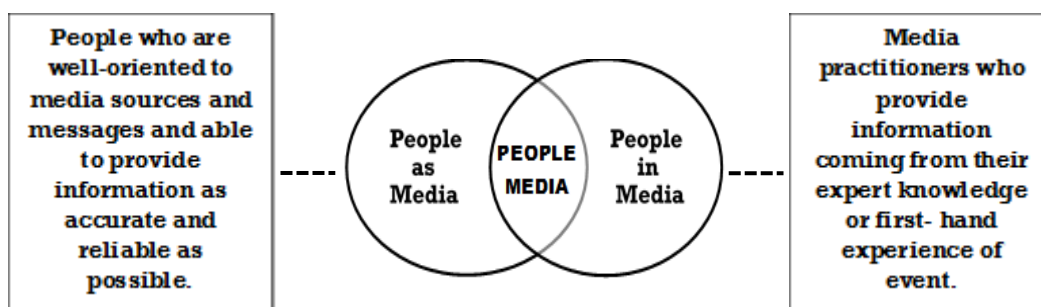 People who are
well-oriented to
media sources and
messages and able
to provide
information as
accurate and
reliable as
possible.
People
as
Media
PEOPLE
MEDIA
People
in
Media
Media
practitioners who
provide
information
coming from their
expert knowledge
or first- hand
experience of
event.